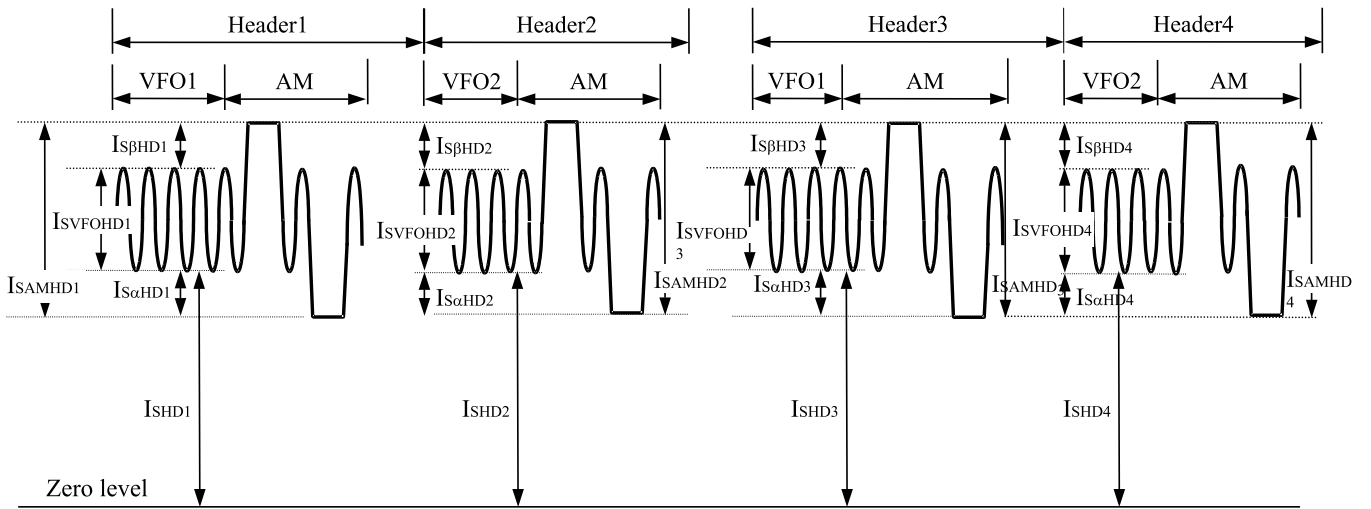 Header1 Header2 Header3 Header4
VFO1 AM VFO2 AM VFO1 AM VFO2 AM
ISβHD1 ISβHD2 ISβHD3 ISβHD4
ISVFOHD1 ISVFOHD2 ISVFOHD
3 ISVFOHD4
ISAMHD1 ISαHD1 ISαHD2 ISAMHD2 ISαHD3 ISAMHD3 ISαHD4 ISAMHD
4
ISHD1 ISHD2 ISHD3 ISHD4
Zero level